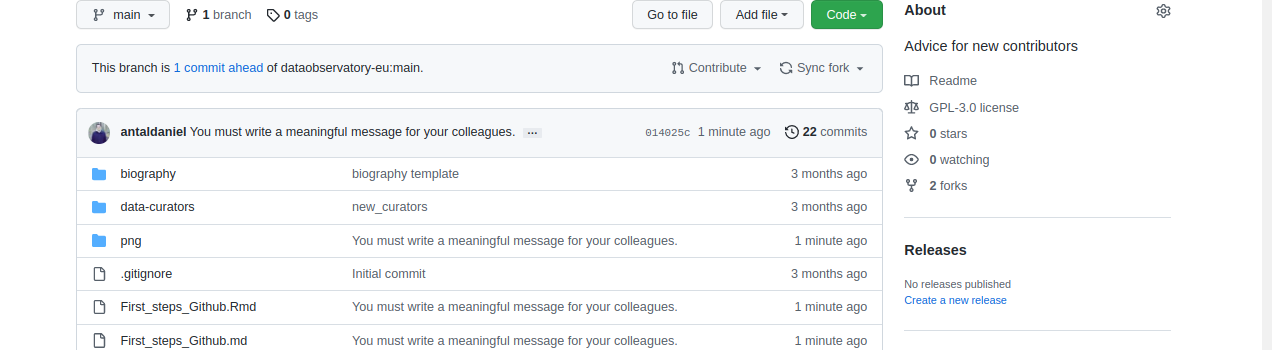 main 1 branch 0 tags Go to file Add file Code
This branch is 1 commit ahead of dataobservatory-eu:main. Contribute Sync fork
antaldaniel You must write a meaningful message for your colleagues. ... 014025c 1 minute ago 22 commits
biography biography template 3 months ago
data-curators new_curators 3 months ago
png You must write a meaningful message for your colleagues. 1 minute ago
.gitignore Initial commit 3 months ago
First_steps_Github.Rmd You must write a meaningful message for your colleagues. 1 minute ago
First_steps_Github.md You must write a meaningful message for your colleagues. 1 minute ago
About
Advice for new contributors
Readme
GPL-3.0 license
0 stars
0 watching
2 forks
Releases
No releases published
Create a new release